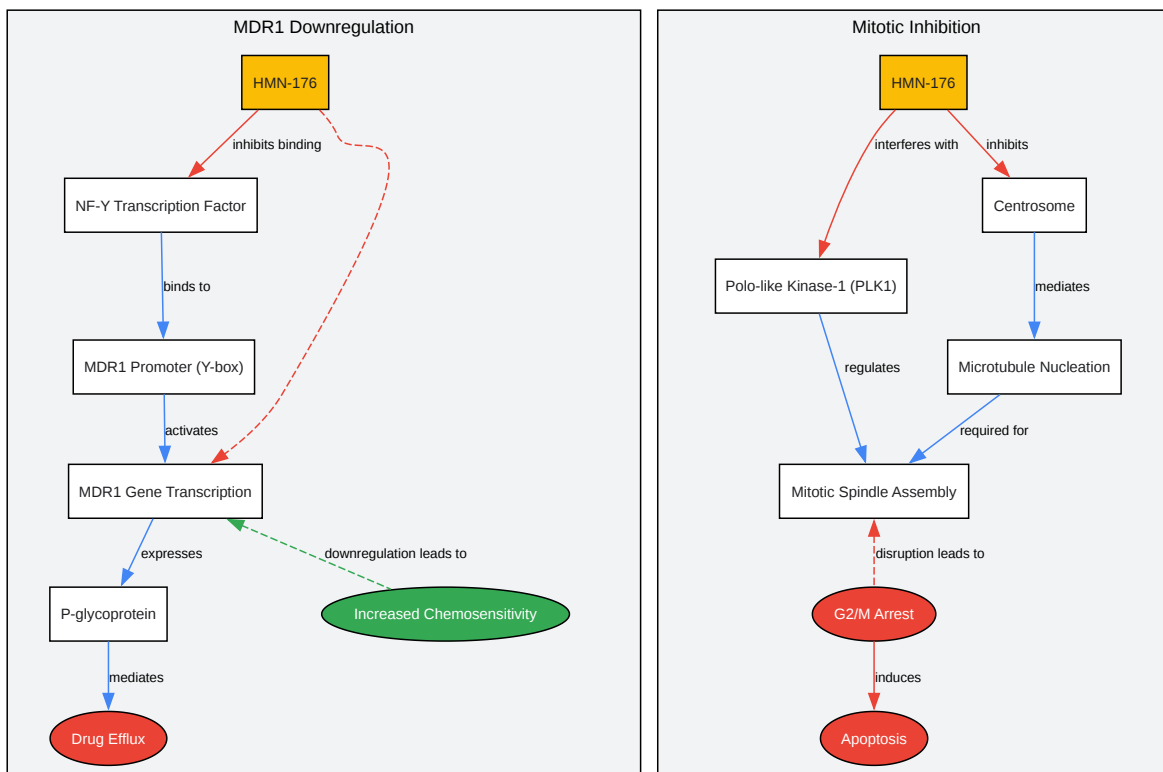 MDR1 Downregulation
HMN-176
inhibits binding
NF-Y Transcription Factor
binds to
MDR1 Promoter (Y-box)
activates
MDR1 Gene Transcription
expresses
downregulation leads to
P-glycoprotein
Increased Chemosensitivity
mediates
Drug Efflux
Mitotic Inhibition
HMN-176
interferes with
inhibits
Centrosome
Polo-like Kinase-1 (PLK1)
mediates
regulates
Microtubule Nucleation
required for
Mitotic Spindle Assembly
disruption leads to
G2/M Arrest
induces
Apoptosis